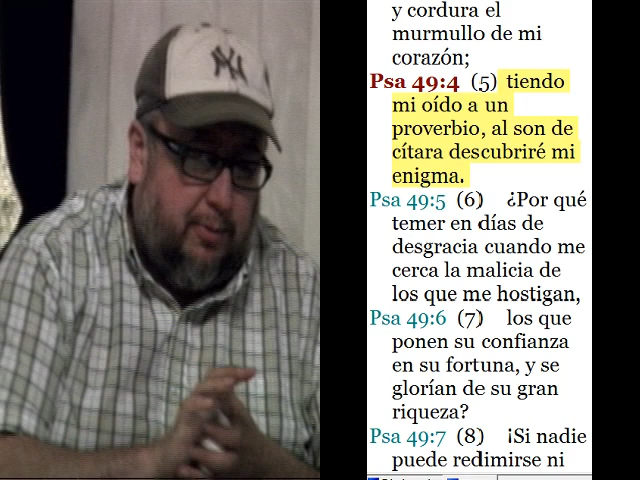 NY
y cordura el
murmullo de mi
corazón;
Psa 49:4 (5) tiendo
mi oído a un
proverbio, al son de
cítara descubriré mi
enigma.
Psa 49:5 (6) ¿Por qué
temer en días de
desgracia cuando me
cerca la malicia de
los que me hostigan,
Psa 49:6 (7) los que
ponen su confianza
en su fortuna, y se
glorían de su gran
riqueza?
Psa 49:7 (8) ¡Si nadie
puede redimirse ni